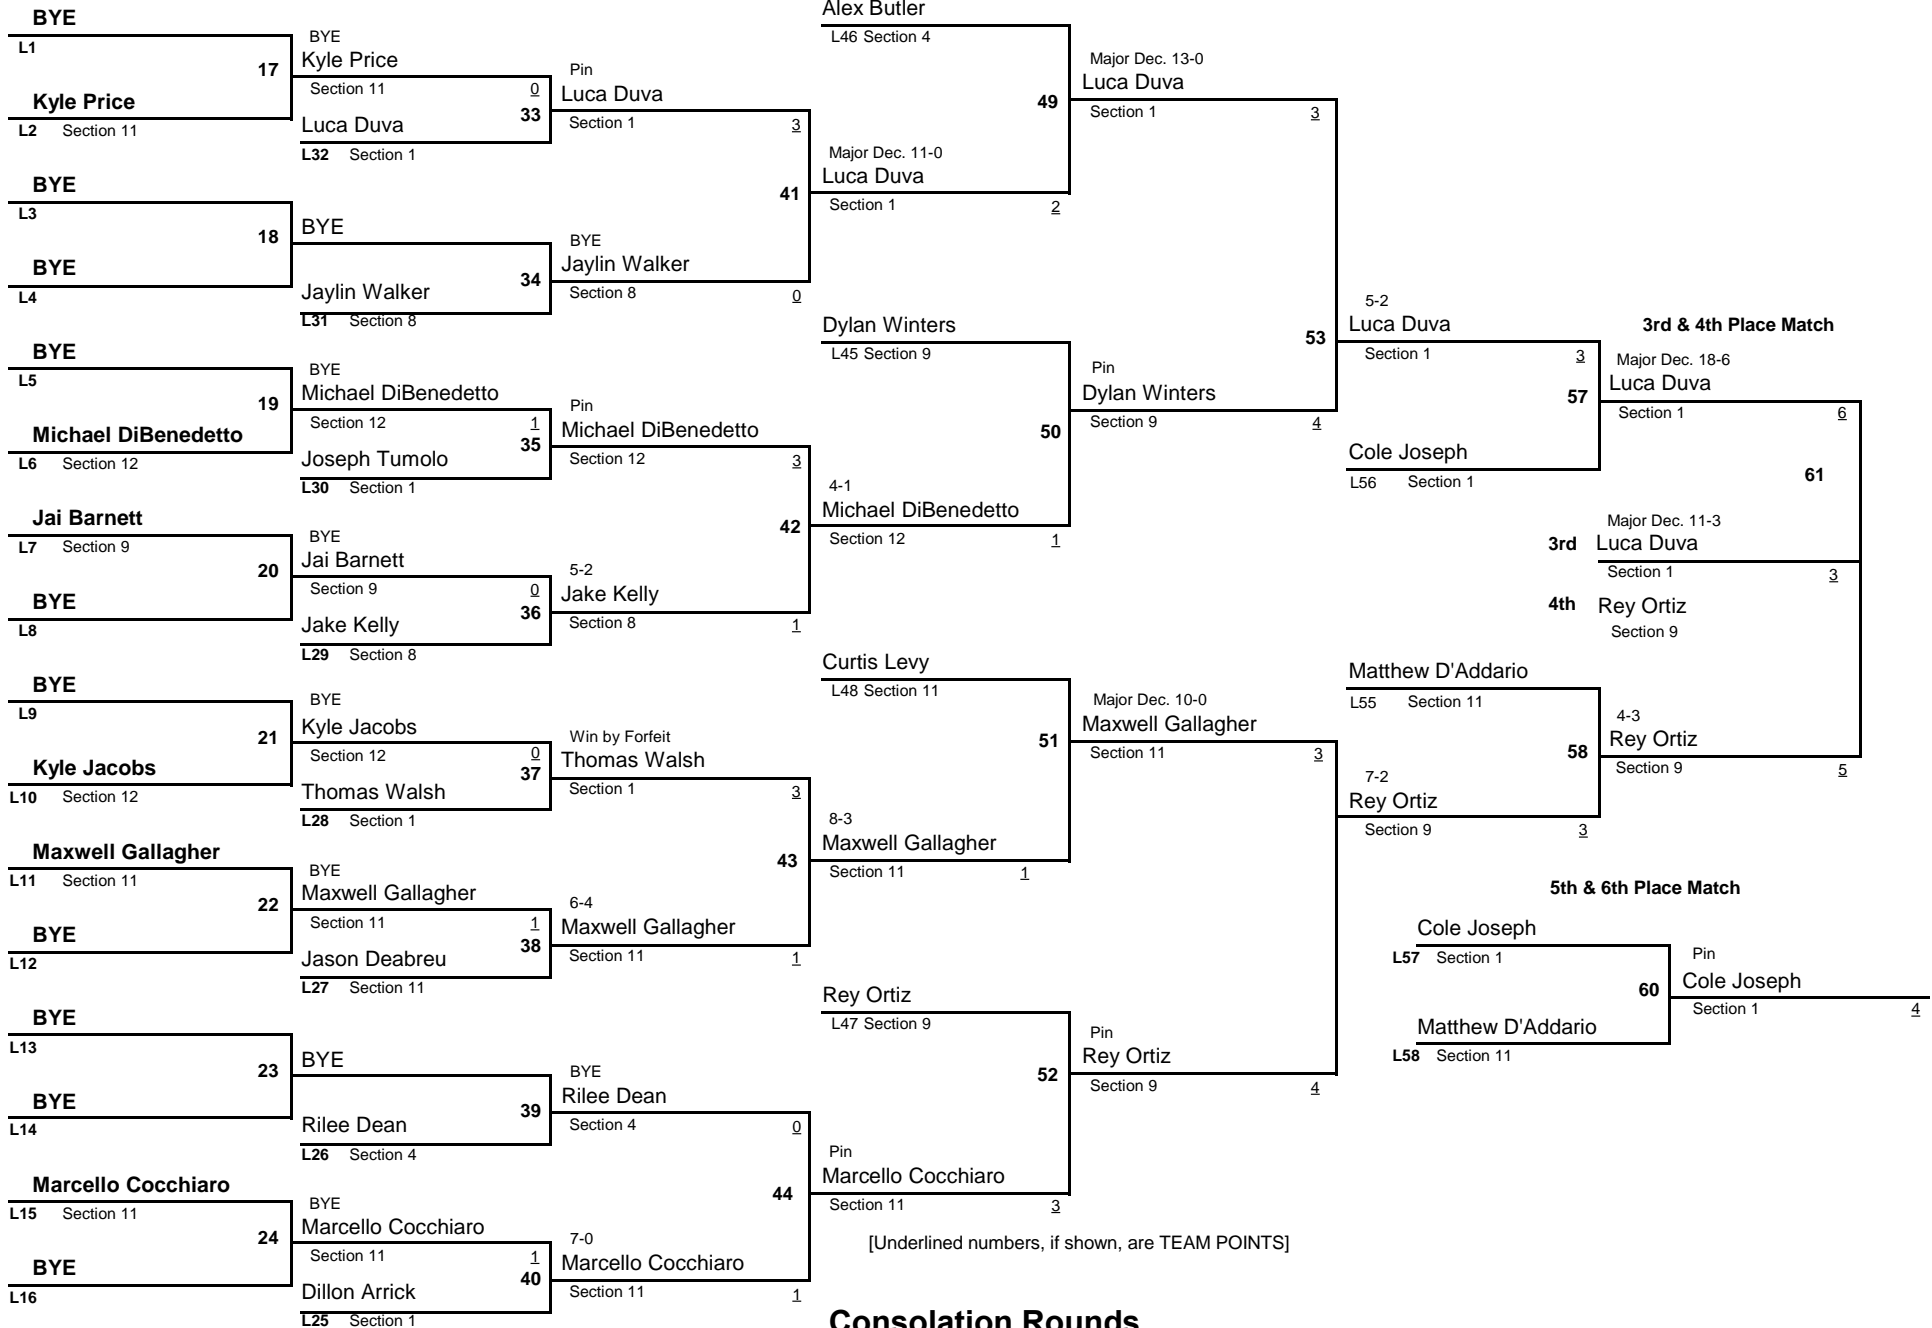 BYE
L1
17
Kyle Price
L2 Section 11
BYE
L3
18
BYE
L4
BYE
L5
19
Michael DiBenedetto
L6 Section 12
Jai Barnett
L7 Section 9
20
BYE
L8
BYE
L9
21
Kyle Jacobs
L10 Section 12
Maxwell Gallagher
L11 Section 11
22
BYE
L12
BYE
L13
23
BYE
L14
Marcello Cocchiaro
L15 Section 11
24
BYE
L16
BYE
Kyle Price
Section 11 0
33
Luca Duva
L32 Section 1
BYE
34
Jaylin Walker
L31 Section 8
BYE
Michael DiBenedetto
Section 12 1
35
Joseph Tumolo
L30 Section 1
BYE
Jai Barnett
Section 9 0
36
Jake Kelly
L29 Section 8
BYE
Kyle Jacobs
Section 12 0
37
Thomas Walsh
L28 Section 1
BYE
Maxwell Gallagher
Section 11 1
38
Jason Deabreu
L27 Section 11
BYE
39
Rilee Dean
L26 Section 4
BYE
Marcello Cocchiaro
Section 11 1
40
Dillon Arrick
L25 Section 1
Pin
Luca Duva
Section 1 3
41
BYE
Jaylin Walker
Section 8 0
Pin
Michael DiBenedetto
Section 12 3
42
5-2
Jake Kelly
Section 8 1
Win by Forfeit
Thomas Walsh
Section 1 3
43
6-4
Maxwell Gallagher
Section 11 1
BYE
Rilee Dean
Section 4 0
44
7-0
Marcello Cocchiaro
Section 11 1
Alex Butler
L46 Section 4
49
Major Dec. 11-0
Luca Duva
Section 1 2
Dylan Winters
L45 Section 9
50
4-1
Michael DiBenedetto
Section 12 1
Curtis Levy
L48 Section 11
51
8-3
Maxwell Gallagher
Section 11 1
Rey Ortiz
L47 Section 9
52
Pin
Marcello Cocchiaro
Section 11 3
Major Dec. 13-0
Luca Duva
Section 1 3
53
Pin
Dylan Winters
Section 9 4
Major Dec. 10-0
Maxwell Gallagher
Section 11 3
Pin
Rey Ortiz
Section 9 4
5-2
Luca Duva
Section 1 3
57
Cole Joseph
L56 Section 1
Matthew D'Addario
L55 Section 11
58
7-2
Rey Ortiz
Section 9 3
3rd & 4th Place Match
Major Dec. 18-6
Luca Duva
Section 1 6
61
Major Dec. 11-3
3rd Luca Duva
Section 1 3
4th Rey Ortiz
Section 9
4-3
Rey Ortiz
Section 9 5
5th & 6th Place Match
Cole Joseph
L57 Section 1
60
Matthew D'Addario
L58 Section 11
Pin
Cole Joseph
Section 1 4
[Underlined numbers, if shown, are TEAM POINTS]
Consolation Rounds